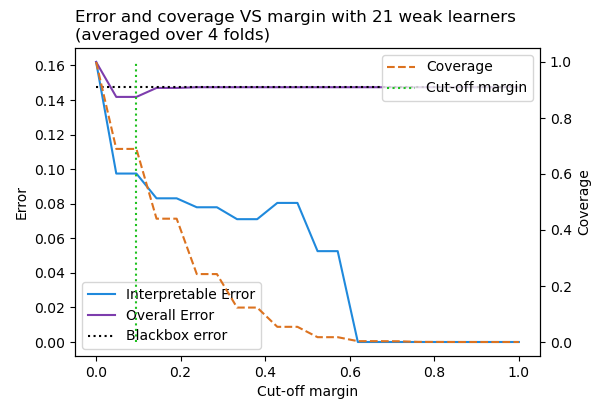 Error and coverage VS margin with 21 weak learners
(averaged over 4 folds)
Error
0.16
0.14
0.12
0.10
0.08
0.06
0.04
0.02
0.00
Coverage
Cut-off margin
Interpretable Error
Overall Error
Blackbox error
1.0
0.8
0.6
0.4
0.2
0.0
Coverage
0.0 0.2 0.4 0.6 0.8 1.0
Cut-off margin